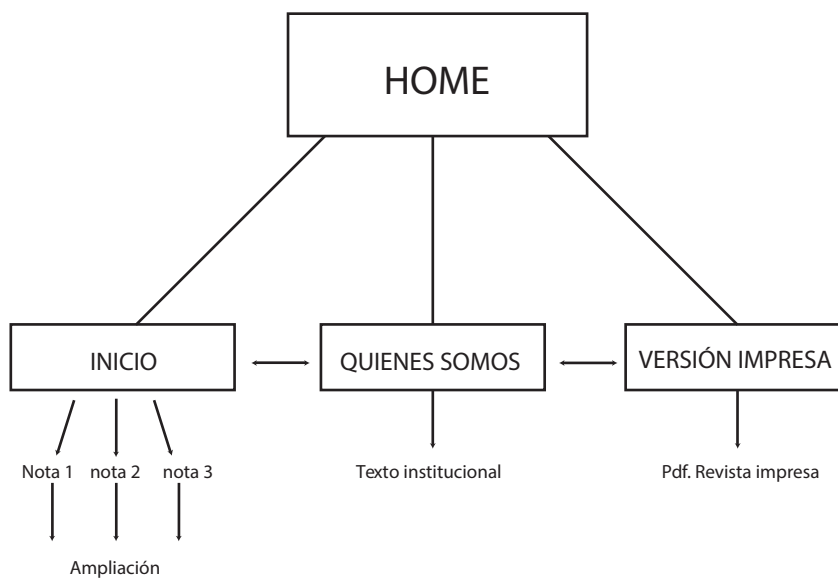 HOME
INICIO
QUIENES SOMOS
VERSIÓN IMPRESA
Nota 1
nota 2
nota 3
Texto institucional
Pdf. Revista impresa
Ampliación